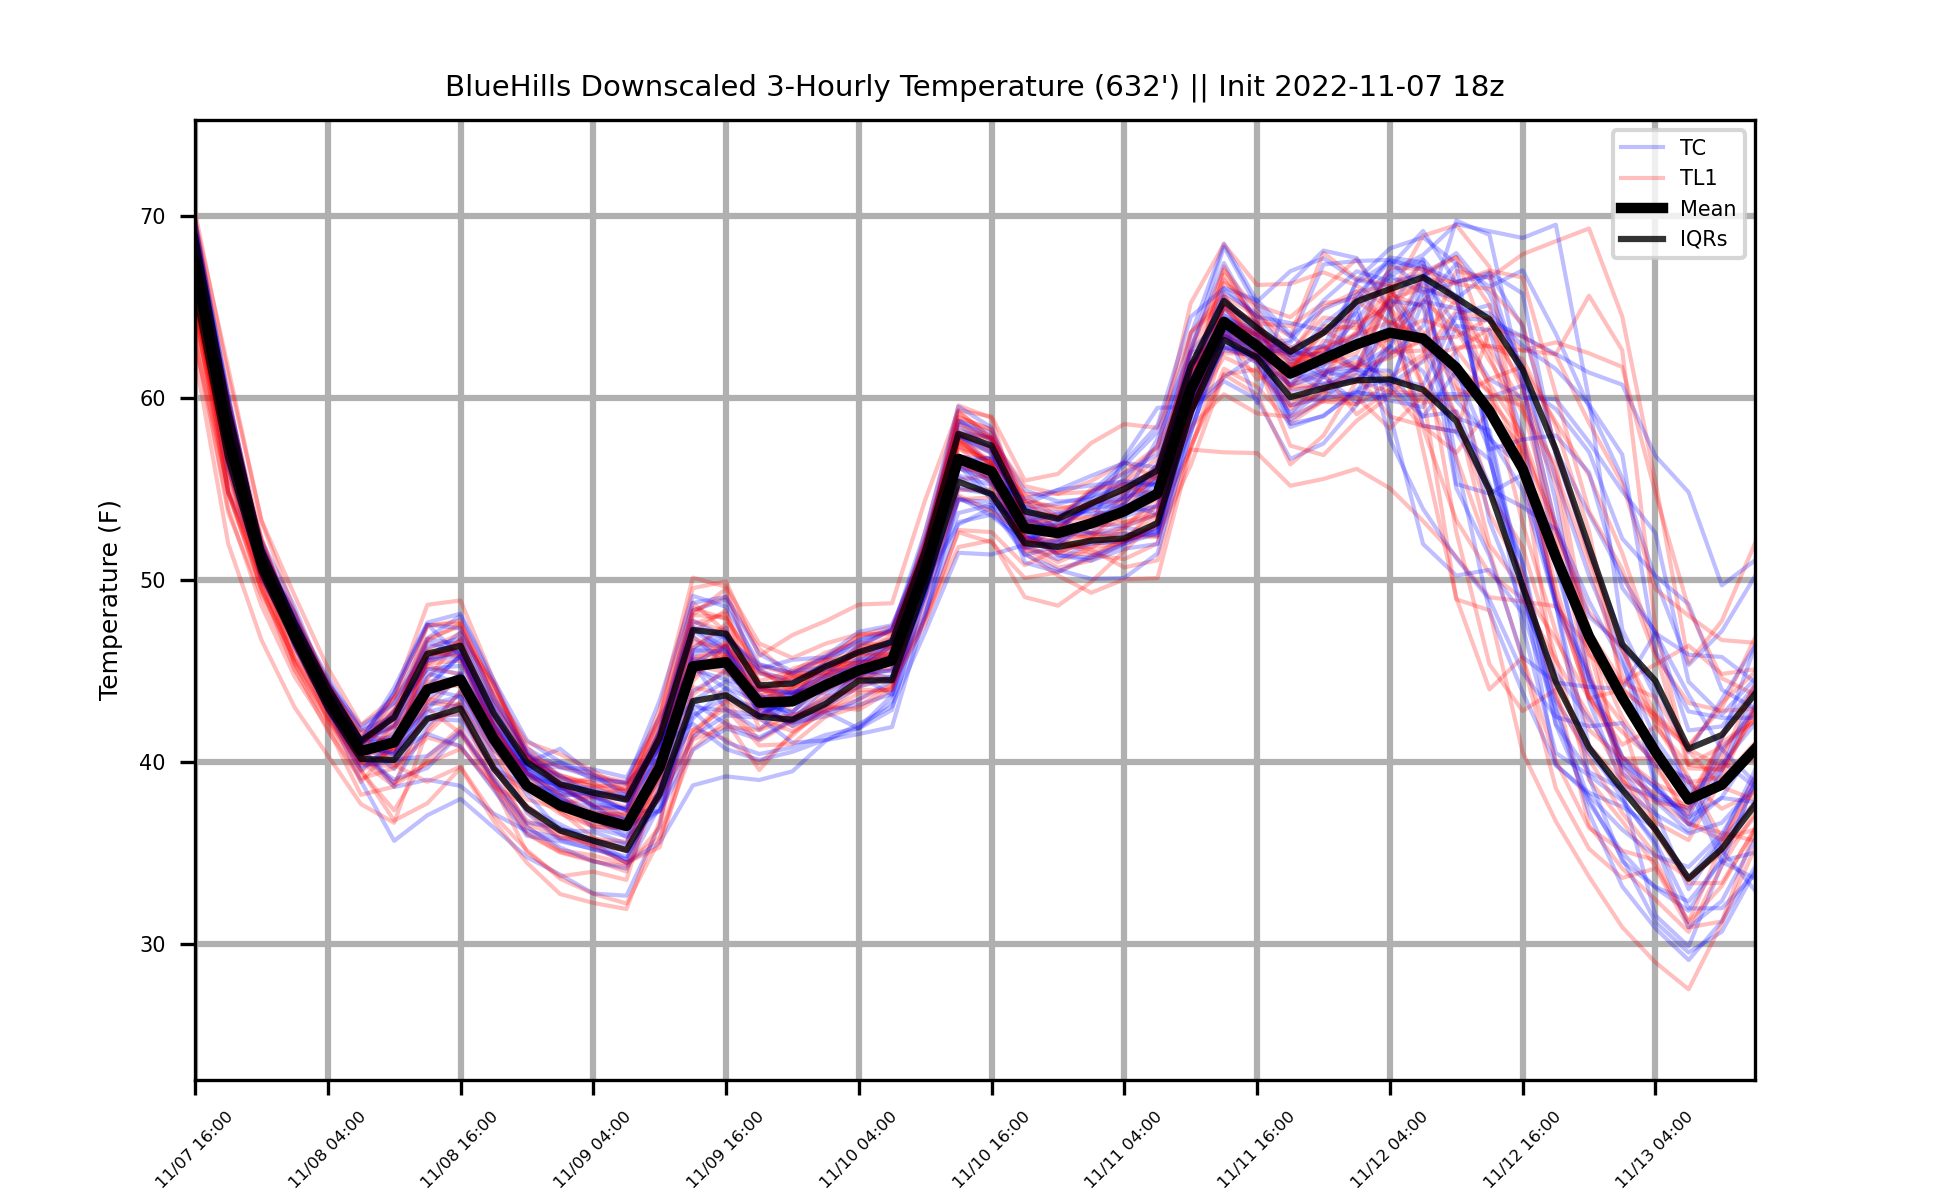 BlueHills Downscaled 3-Hourly Temperature (632') || Init 2022-11-07 18z
TC
TL1
Mean
IQRs
Temperature (F)
70
60
50
40
30
11/07 16:00
11/08 04:00
11/08 16:00
11/09 04:00
11/09 16:00
11/10 04:00
11/10 16:00
11/11 04:00
11/11 16:00
11/12 04:00
11/12 16:00
11/13 04:00